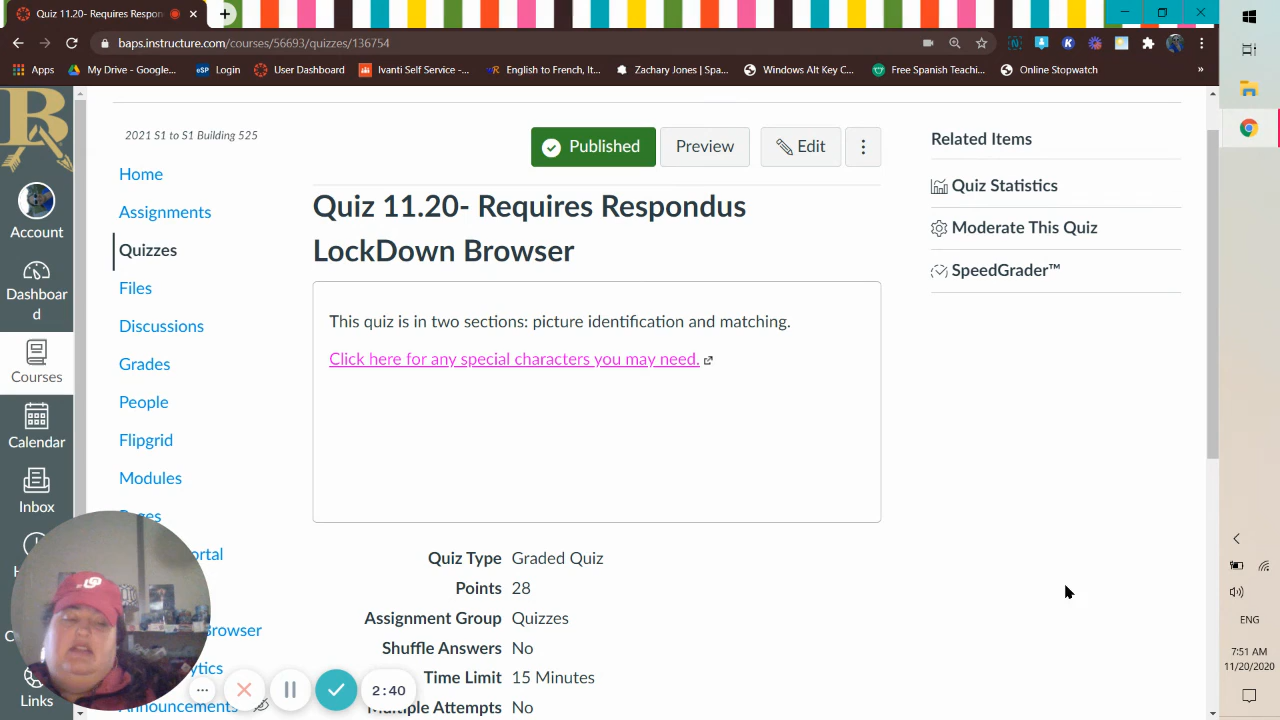 Quiz 11.20- Requires Respon
baps.instructure.com/courses/56693/quizzes/136754
Apps My Drive - Google... Login User Dashboard Ivanti Self Service -... English to French, It... Zachary Jones | Spa... Windows Alt Key C... Free Spanish Teachi... Online Stopwatch »
2021 S1 to S1 Building 525
Published Preview Edit
Related Items
Home
Assignments
Quizzes
Files
Discussions
Grades
People
Flipgrid
Modules
Pages
ortal
Browser
ytics
Announcements
Account
Dashboar
d
Courses
Calendar
Inbox
Links
Quiz 11.20- Requires Respondus
LockDown Browser
This quiz is in two sections: picture identification and matching.
Click here for any special characters you may need.
Quiz Type Graded Quiz
Points 28
Assignment Group Quizzes
Shuffle Answers No
Time Limit 15 Minutes
Multiple Attempts No
Quiz Statistics
Moderate This Quiz
SpeedGrader™
2:40
ENG
7:51 AM
11/20/2020